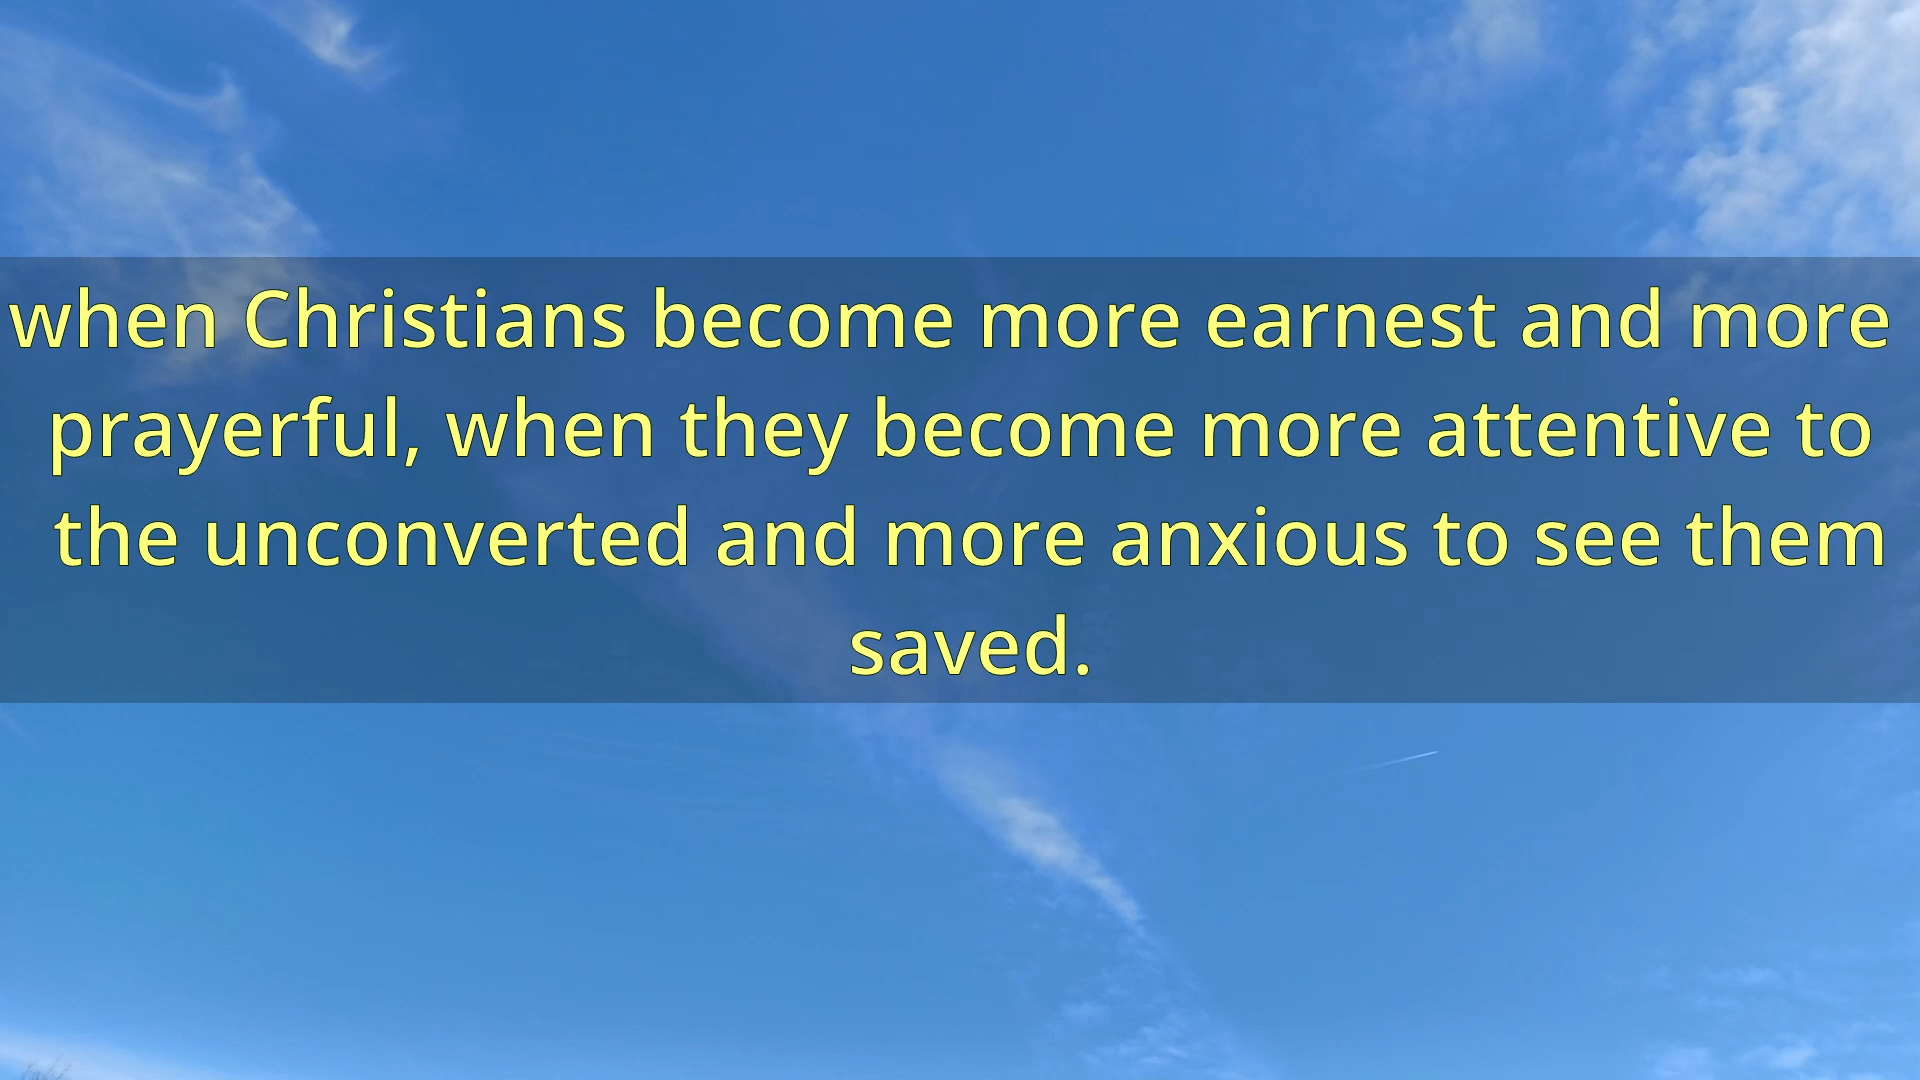 when Christians become more earnest and more
prayerful, when they become more attentive to
the unconverted and more anxious to see them
saved.